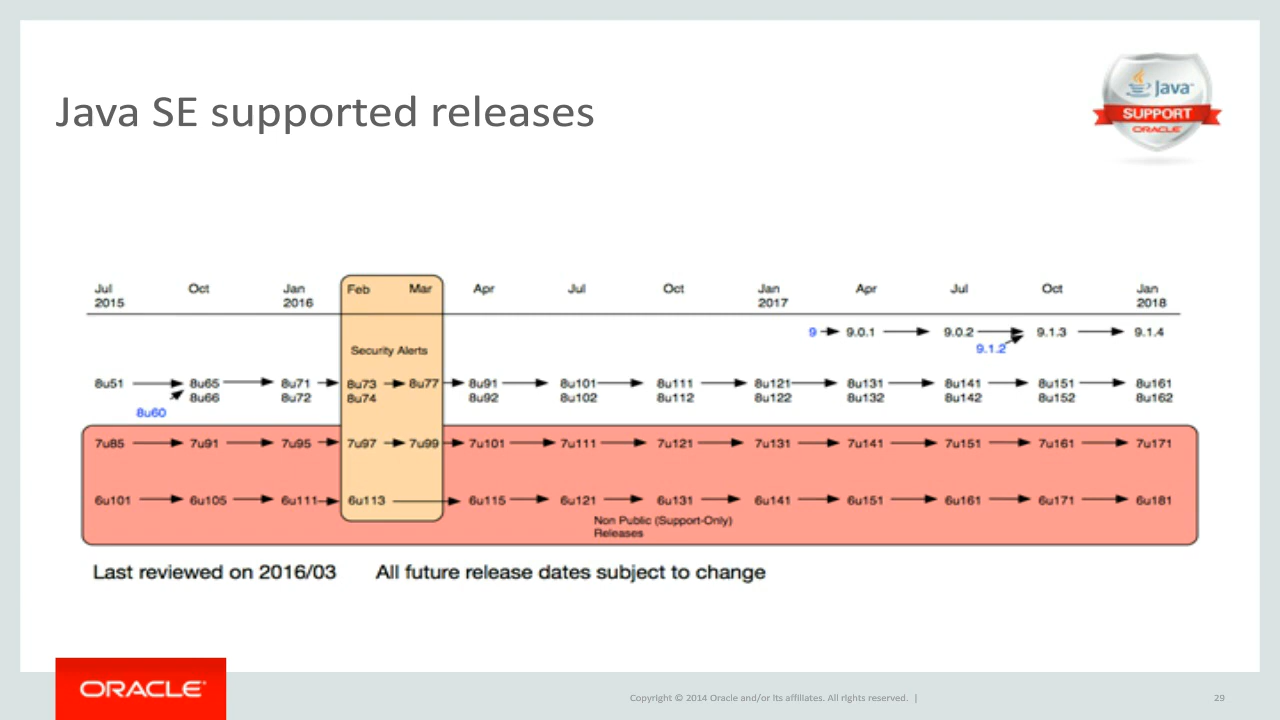 Java SE supported releases
Java
SUPPORT
ORACLE
Jul 2015 Oct Jan 2016 Feb Mar Apr Jul Oct Jan 2017 Apr Jul Oct Jan 2018
9 9.0.1 9.0.2 9.1.3 9.1.4
9.1.2
Security Alerts
8u51 8u65 8u71 8u73 8u77 8u91 8u101 8u111 8u121 8u131 8u141 8u151 8u161
8u66 8u72 8u74 8u92 8u102 8u112 8u122 8u132 8u142 8u152 8u162
8u60
7u85 7u91 7u95 7u97 7u99 7u101 7u111 7u121 7u131 7u141 7u151 7u161 7u171
6u101 6u105 6u111 6u113 6u115 6u121 6u131 6u141 6u151 6u161 6u171 6u181
Non Public (Support-Only)
Releases
Last reviewed on 2016/03 All future release dates subject to change
ORACLE
Copyright © 2014 Oracle and/or its affiliates. All rights reserved. |
29